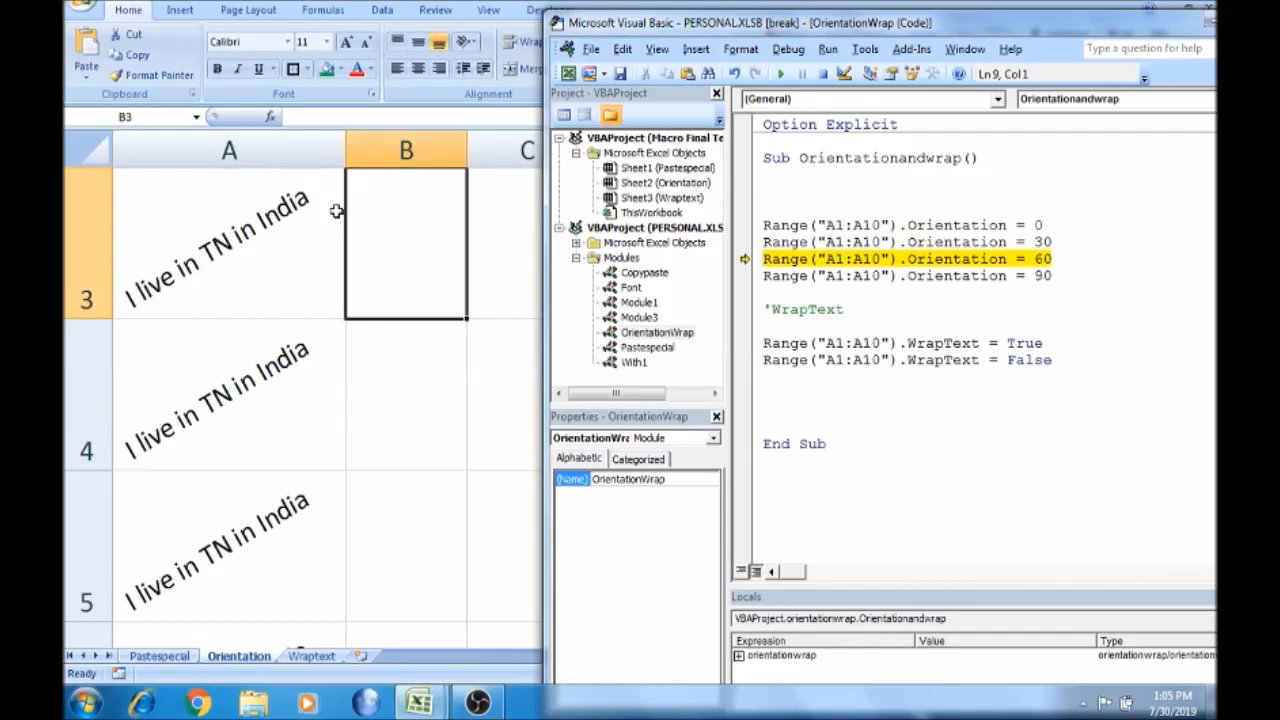 Home Insert Page Layout Formulas Data Review View
Cut
Copy
Format Painter
Paste
Clipboard
Calibri 11
B I U
Font
Alignment
B3
fx
A B C
3 I live in TN in India
4 I live in TN in India
5 I live in TN in India
Pastespecial Orientation Wraptext
Ready
Microsoft Visual Basic - PERSONAL.XLSB [break] - [OrientationWrap (Code)]
File Edit View Insert Format Debug Run Tools Add-Ins Window Help
Type a question for help
Ln9, Col1
Project - VBAProject
VBAProject (Macro Final Te
Microsoft Excel Objects
Sheet1 (Pastespecial)
Sheet2 (Orientation)
Sheet3 (Wraptext)
ThisWorkbook
VBAProject (PERSONAL.XLS
Microsoft Excel Objects
Modules
Copypaste
Font
Module1
Module3
OrientationWrap
Pastespecial
With1
Properties - OrientationWrap
OrientationWra Module
Alphabetic Categorized
(Name) OrientationWrap
(General) Orientationandwrap
Option Explicit
Sub Orientationandwrap()
Range("A1:A10").Orientation = 0
Range("A1:A10").Orientation = 30
Range("A1:A10").Orientation = 60
Range("A1:A10").Orientation = 90
'WrapText
Range("A1:A10").WrapText = True
Range("A1:A10").WrapText = False
End Sub
Locals
VBAProject.orientationwrap.Orientationandwrap
Expression Value Type
orientationwrap orientationwrap/orientation
1:05 PM
7/30/2019